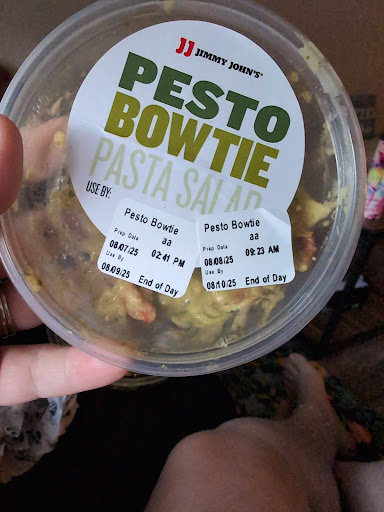 JJ JIMMY JOHN'S®
PESTO
BOWTIE
PASTA SALAD
USE BY:
Pesto Bowtie
aa
Prep Date
08/07/25 02:41 PM
Use By
08/09/25 End of Day
Pesto Bowtie
aa
Prep Date
08/08/25 09:23 AM
Use By
08/10/25 End of Day